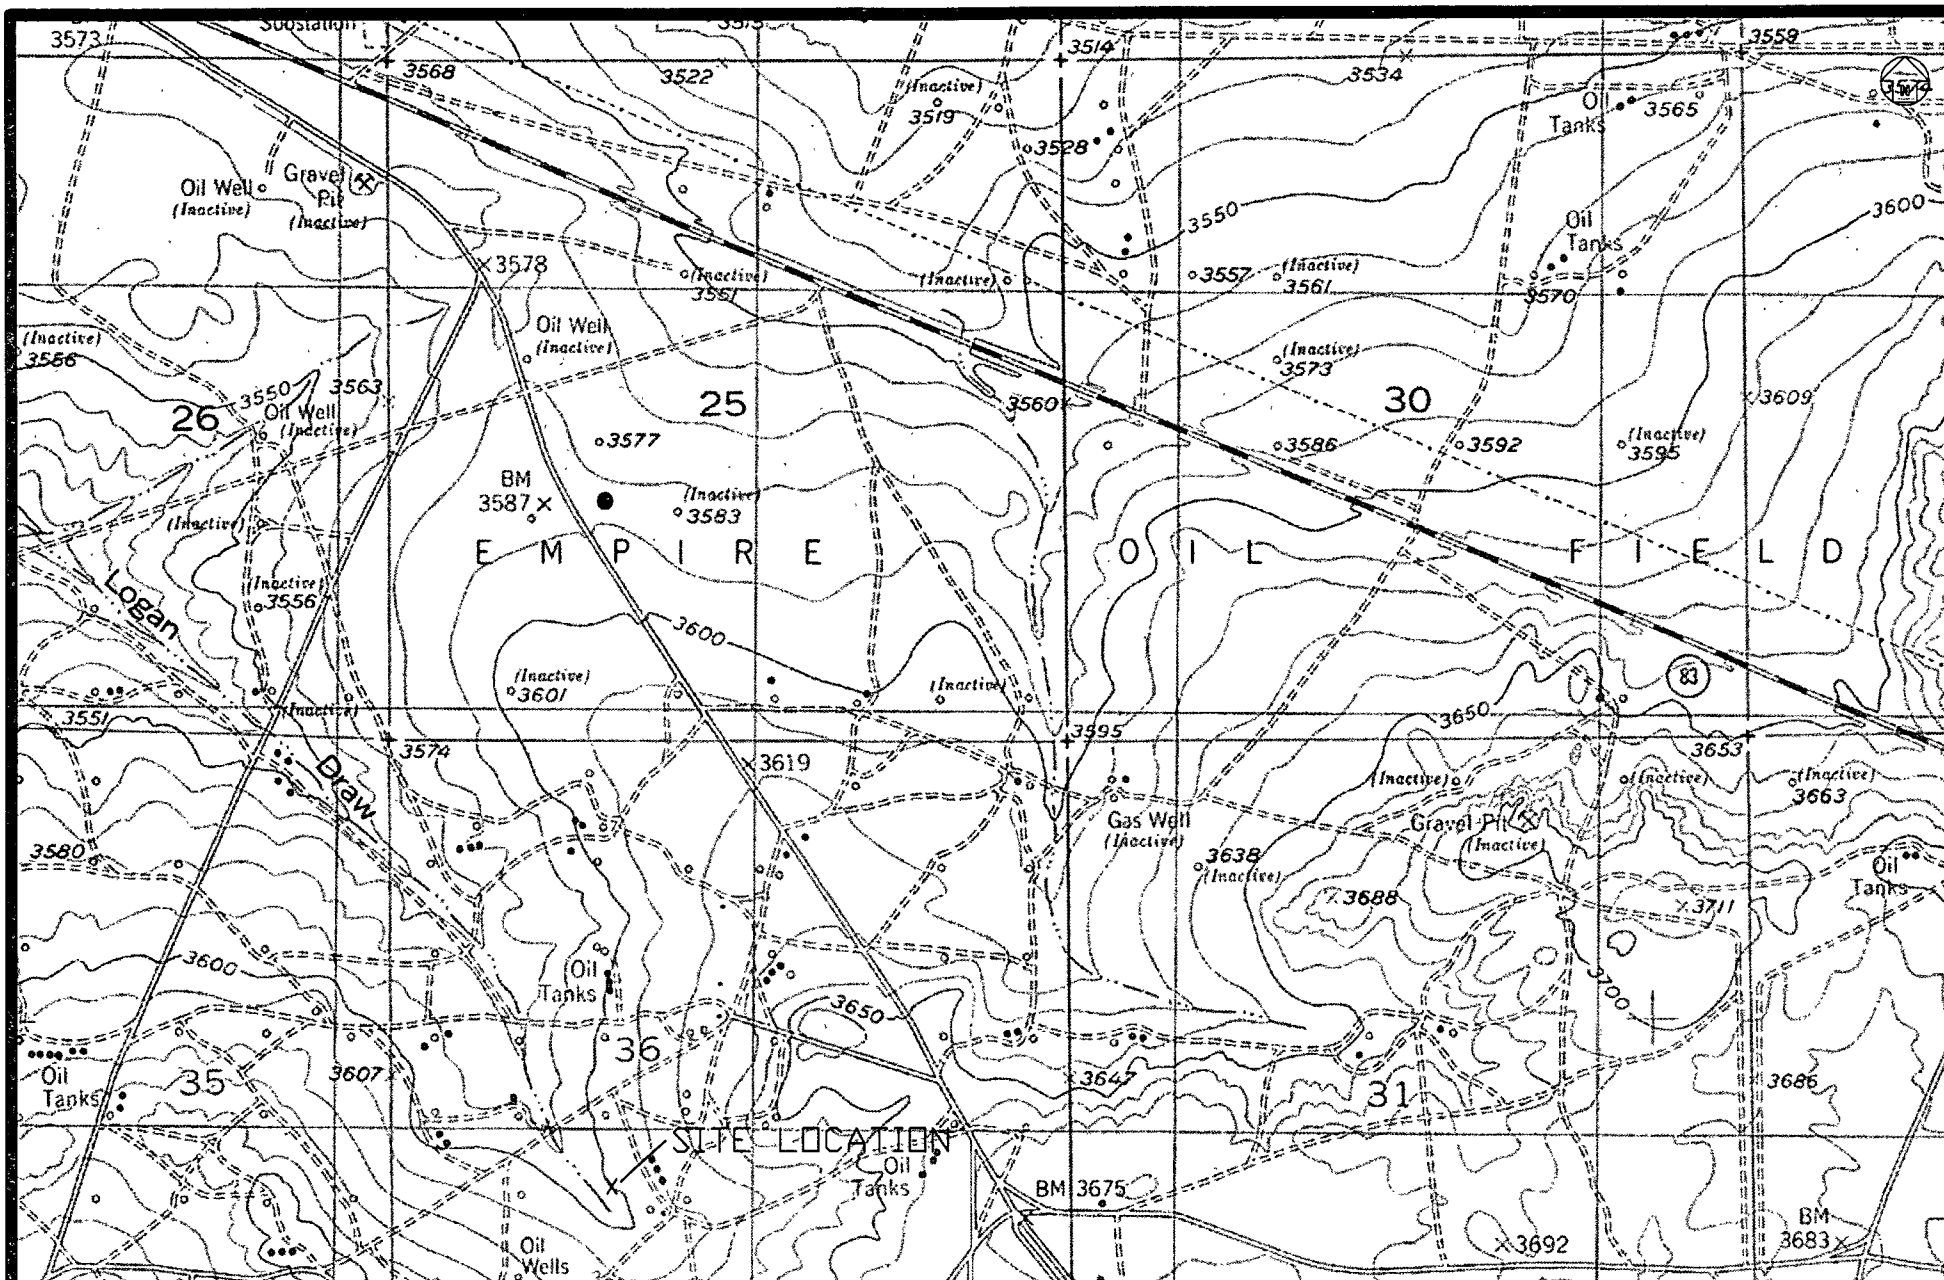 Substation
3573
3568
3522
3514
3534
3559
(Inactive)
3519
3528
Oil
Tanks
3565
Oil Well
(Inactive)
Gravel
Pit
(Inactive)
3550
3600
Oil
Tanks
3578
(Inactive)
3551
(Inactive)
3557
(Inactive)
3561
3570
Oil Well
(Inactive)
(Inactive)
3556
3550
3563
(Inactive)
3573
26
Oil Well
(Inactive)
25
3560
30
3609
3577
3586
3592
(Inactive)
3595
BM
3587
(Inactive)
3583
(Inactive)
EMPIRE OIL FIELD
Logan
(Inactive)
3556
3600
(Inactive)
3601
(Inactive)
83
3551
(Inactive)
3650
3574
3595
3653
Draw
3619
(Inactive)
(Inactive)
(Inactive)
3663
Gas Well
(Inactive)
Gravel Pit
(Inactive)
3580
3638
(Inactive)
Oil
Tanks
3688
3711
3600
Oil
Tanks
3650
3700
36
35
Oil
Tanks
3607
3647
31
3686
SITE LOCATION
Oil
Tanks
BM 3675
Oil
Wells
3692
BM
3683